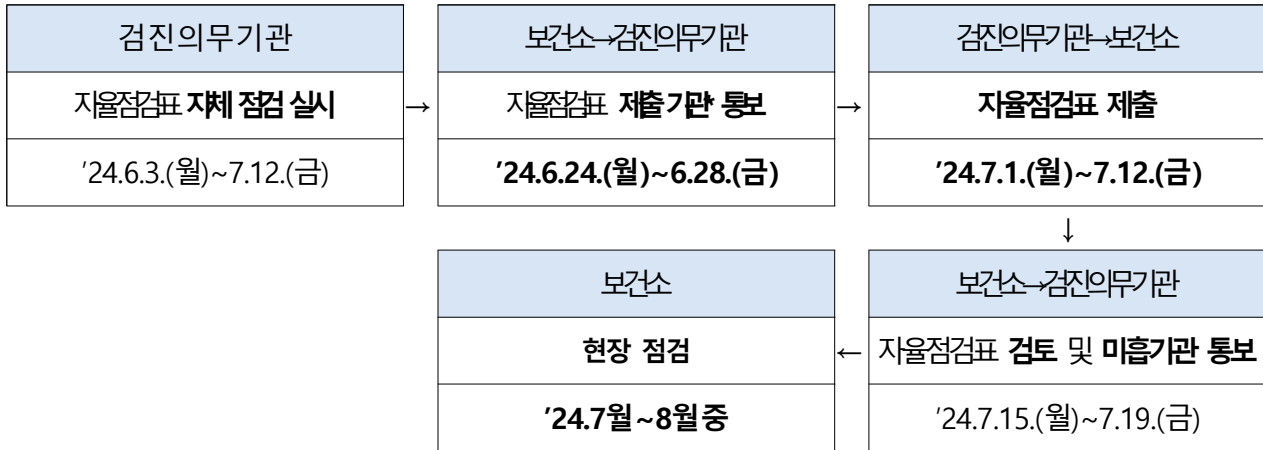 검진의무기관
보건소→검진의무기관
검진의무기관→보건소
자율점검표 자체 점검 실시
→
자율점검표 제출 기관* 통보
→
자율점검표 제출
'24.6.3.(월)~7.12.(금)
'24.6.24.(월)~6.28.(금)
'24.7.1.(월)~7.12.(금)
↓
보건소
보건소→검진의무기관
현장 점검
←
자율점검표 검토 및 미흡기관 통보
'24.7월~8월 중
'24.7.15.(월)~7.19.(금)